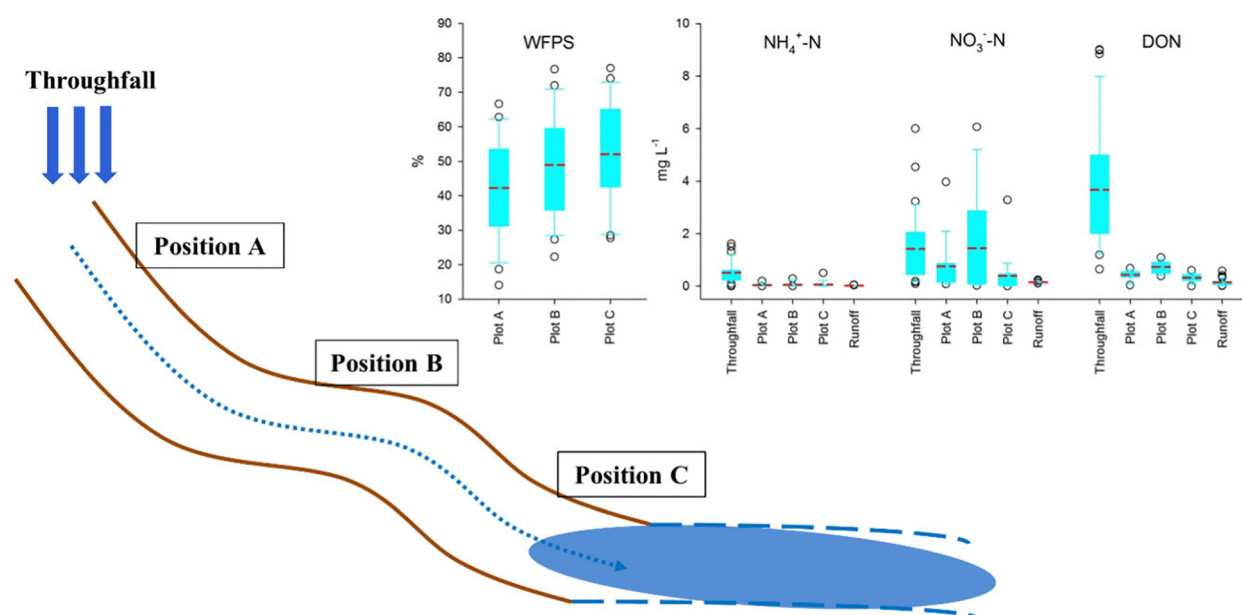 Throughfall
Position A
Position B
Position C
WFPS
%
90
80
70
60
50
40
30
20
10
Plot A
Plot B
Plot C
NH₄⁺-N
NO₃⁻-N
DON
mg L⁻¹
10
8
6
4
2
0
Throughfall
Plot A
Plot B
Plot C
Runoff
Throughfall
Plot A
Plot B
Plot C
Runoff
Throughfall
Plot A
Plot B
Plot C
Runoff